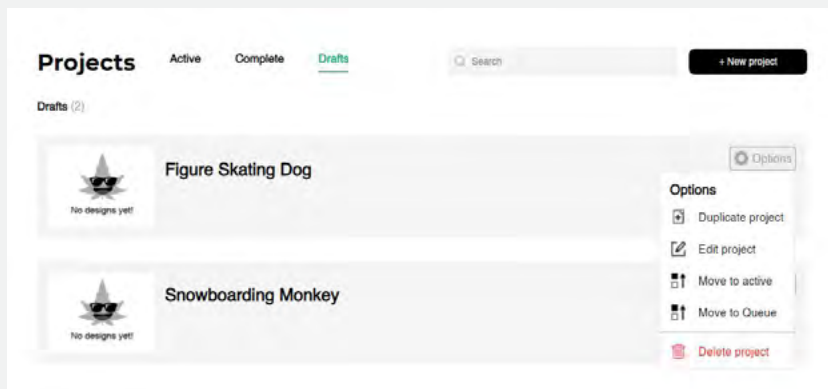 Projects
Active
Complete
Drafts
Search
+ New project
Drafts (2)
No designs yet!
Figure Skating Dog
Options
Options
Duplicate project
Edit project
Move to active
Move to Queue
Delete project
No designs yet!
Snowboarding Monkey